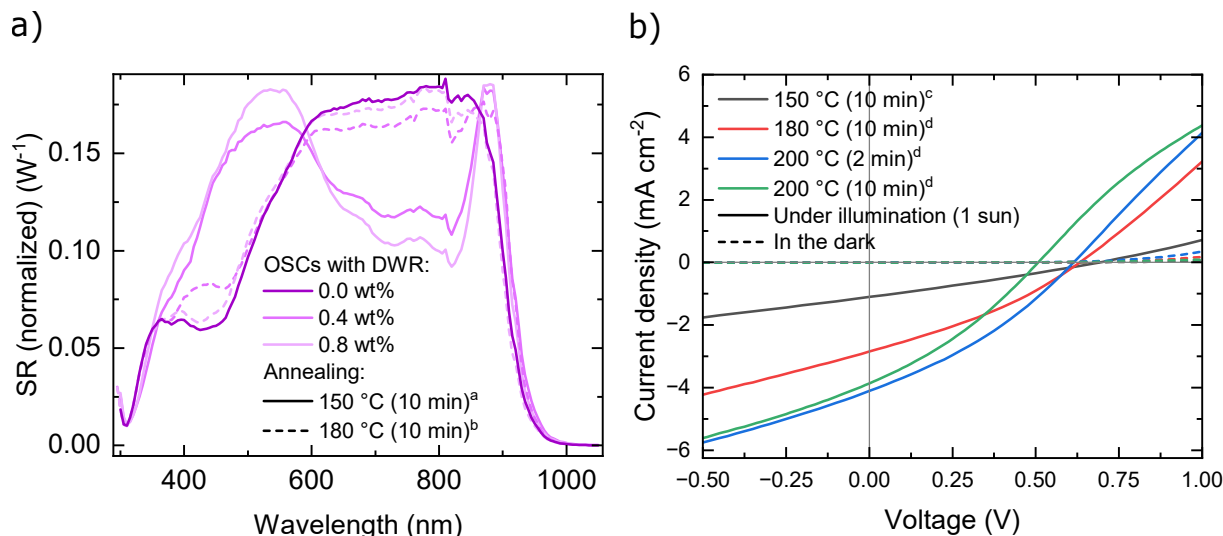 a)
SR (normalized) (W⁻¹)
0.15
0.10
0.05
0.00
OSCs with DWR:
0.0 wt%
0.4 wt%
0.8 wt%
Annealing:
150 °C (10 min)ᵃ
180 °C (10 min)ᵇ
400
600
800
1000
Wavelength (nm)
b)
Current density (mA cm⁻²)
6
4
2
0
−2
−4
−6
150 °C (10 min)ᶜ
180 °C (10 min)ᵈ
200 °C (2 min)ᵈ
200 °C (10 min)ᵈ
Under illumination (1 sun)
In the dark
−0.50
−0.25
0.00
0.25
0.50
0.75
1.00
Voltage (V)